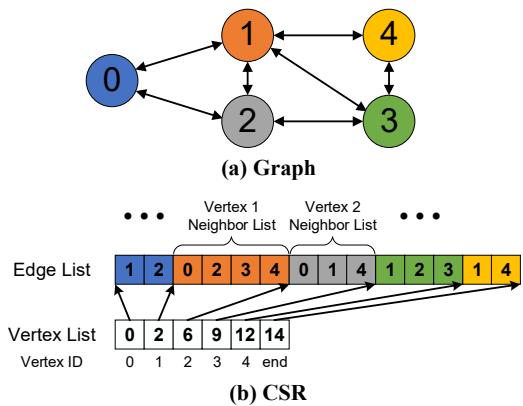 1 4
0
2 3
(a) Graph
Vertex 1 Vertex 2
Neighbor List Neighbor List
Edge List 1 2 0 2 3 4 0 1 4 1 2 3 1 4
Vertex List 0 2 6 9 12 14
Vertex ID 0 1 2 3 4 end
(b) CSR